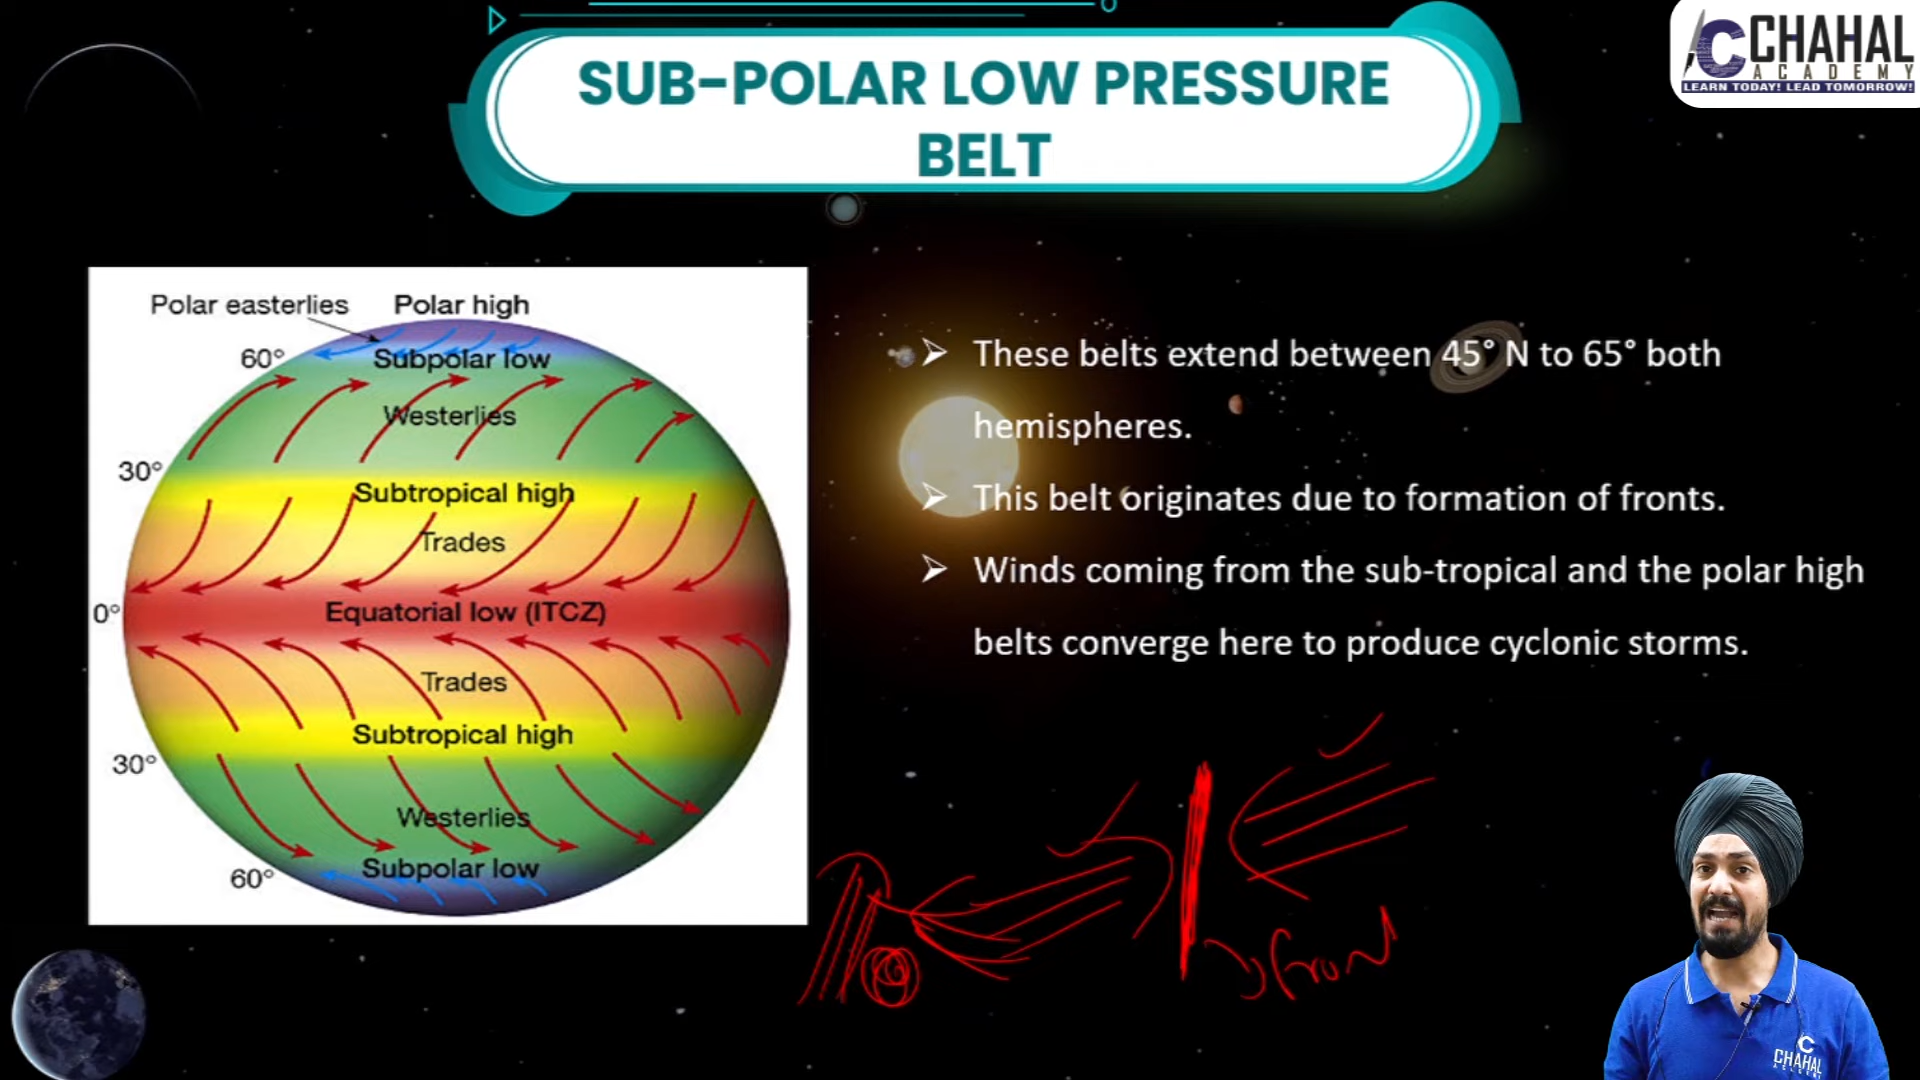 CHAHAL
ACADEMY
LEARN TODAY! LEAD TOMORROW!
SUB-POLAR LOW PRESSURE
BELT
Polar easterlies
Polar high
60°
Subpolar low
Westerlies
30°
Subtropical high
Trades
0°
Equatorial low (ITCZ)
Trades
Subtropical high
30°
Westerlies
60°
Subpolar low
➢ These belts extend between 45° N to 65° both
hemispheres.
➢ This belt originates due to formation of fronts.
➢ Winds coming from the sub-tropical and the polar high
belts converge here to produce cyclonic storms.
front
CHAHAL
ACADEMY